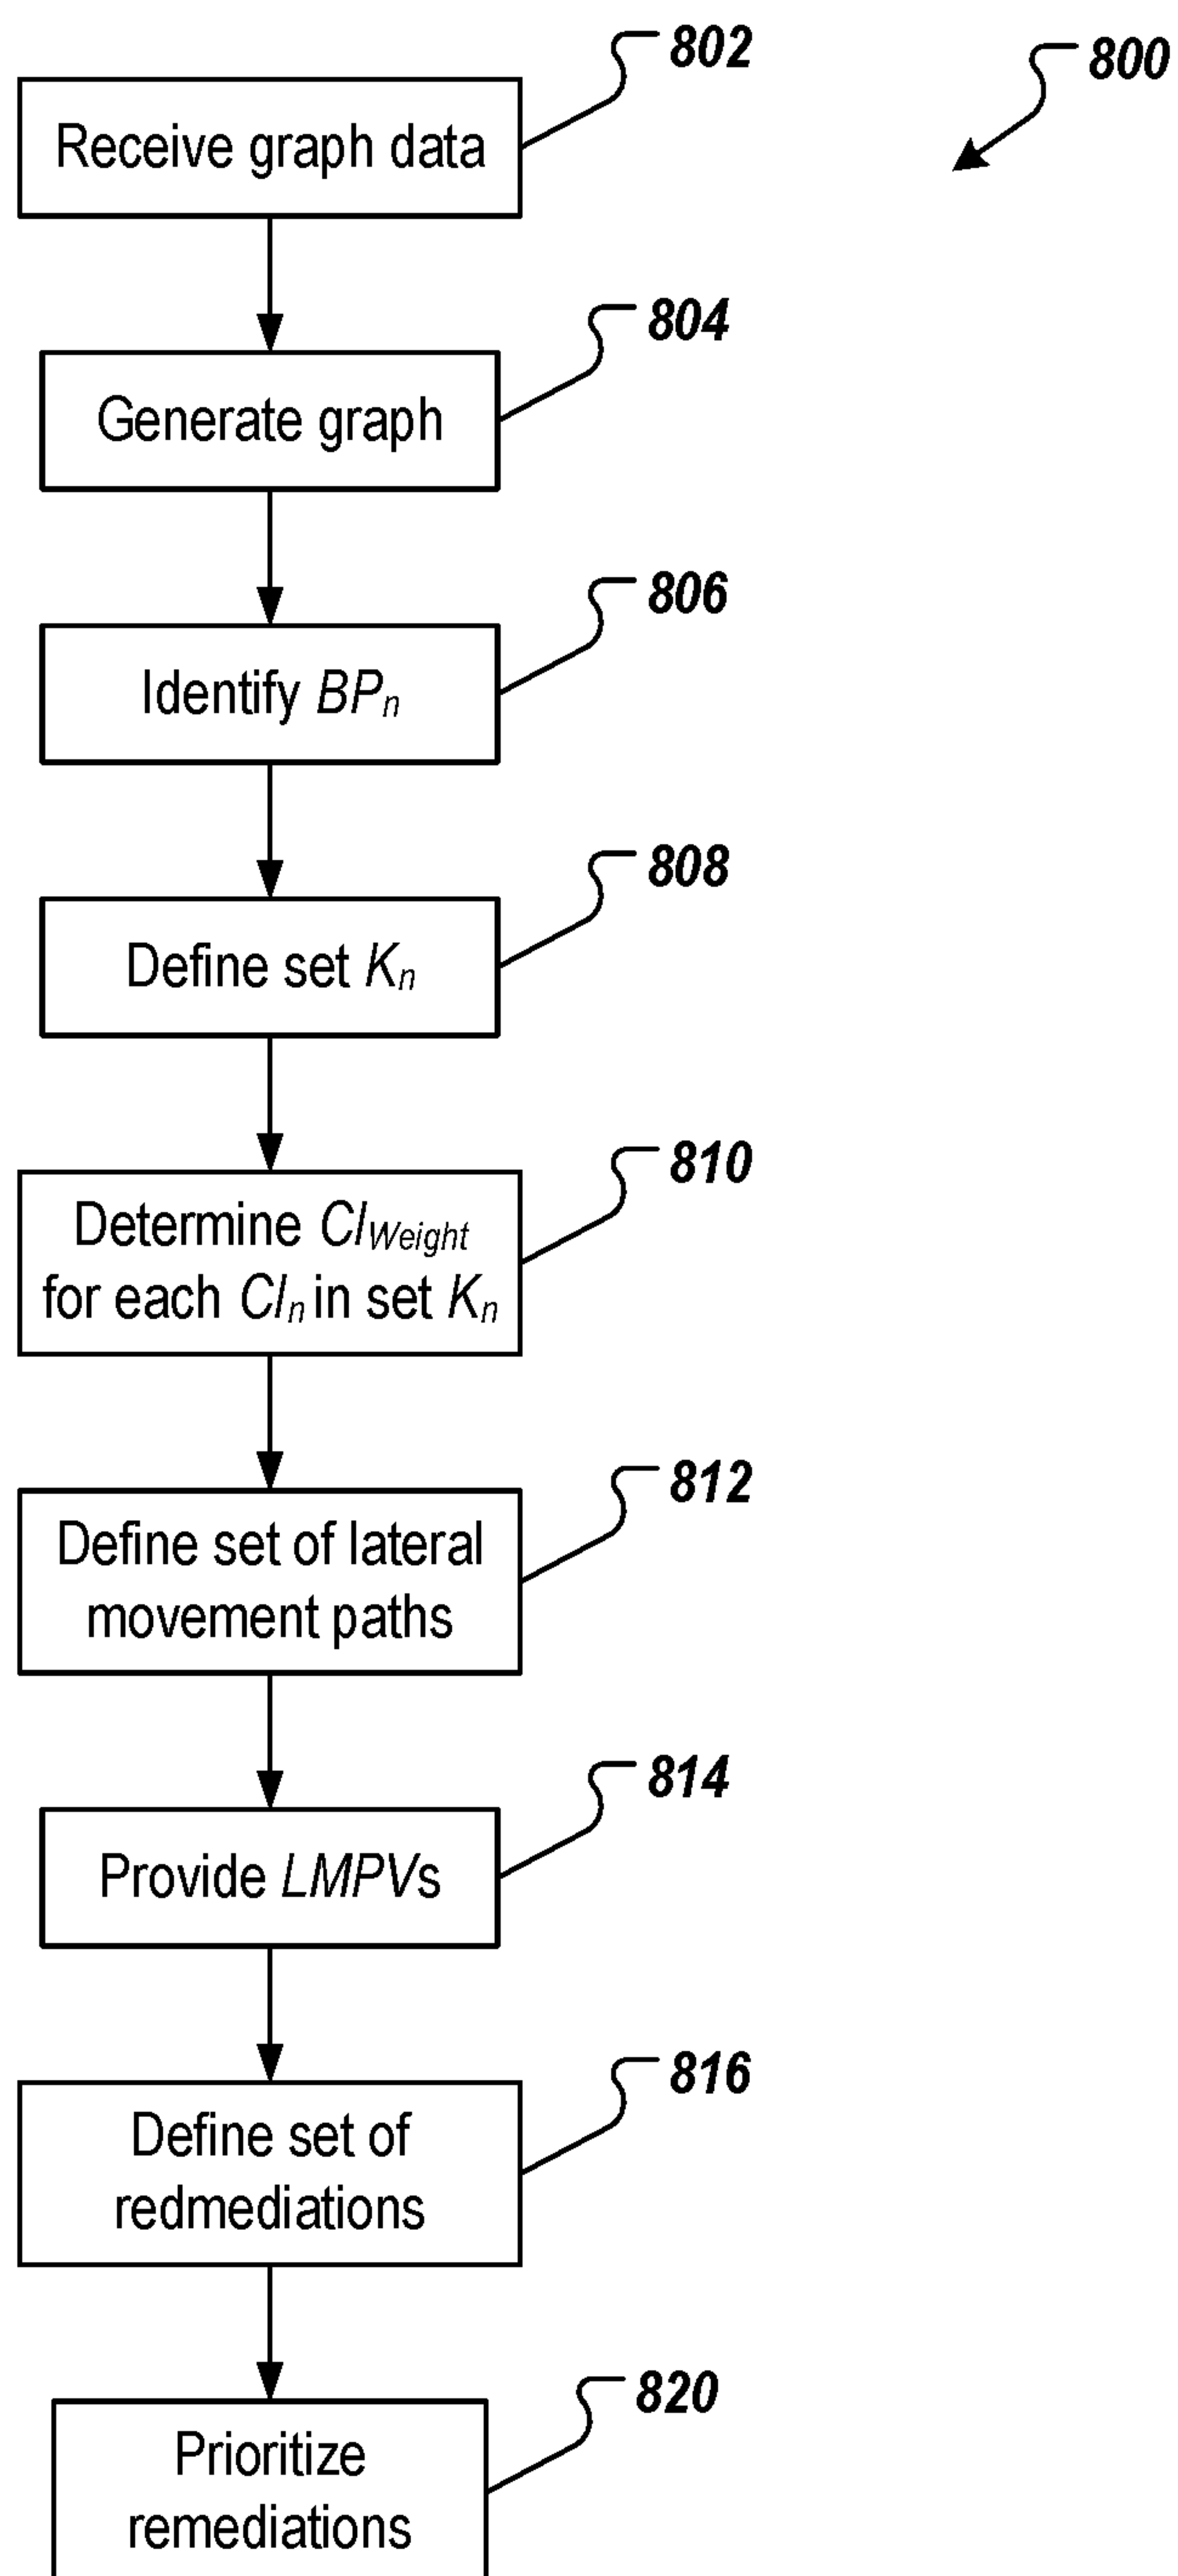 802
800
Receive graph data
804
Generate graph
806
Identify BPn
808
Define set Kn
810
Determine CIWeight
for each CIn in set Kn
812
Define set of lateral
movement paths
814
Provide LMPVs
816
Define set of
redmediations
820
Prioritize
remediations